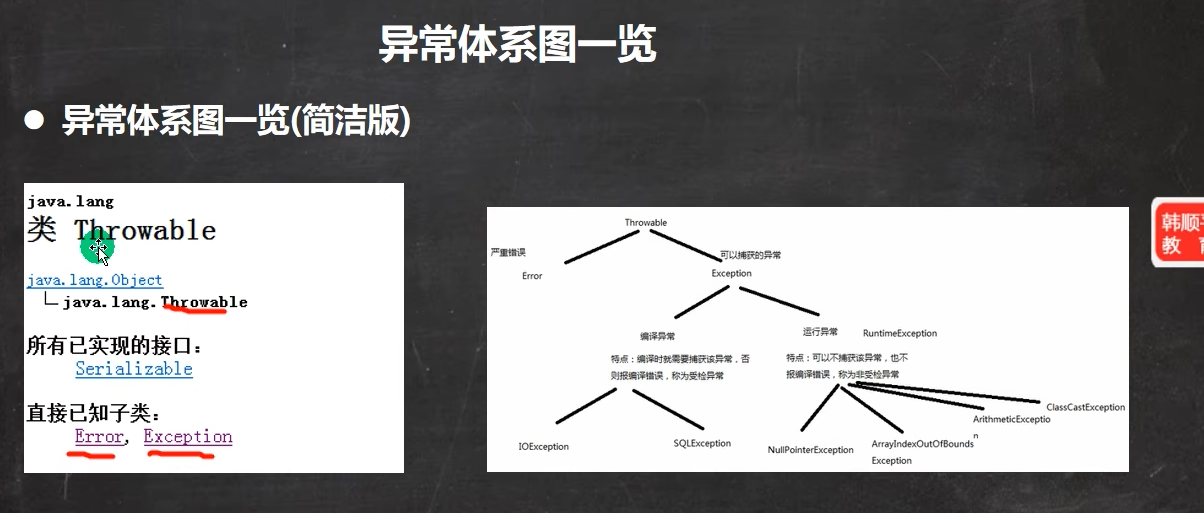 异常体系图一览
● 异常体系图一览(简洁版)
java.lang
类 Throwable
java.lang.Object
java.lang.Throwable
所有已实现的接口：
Serializable
直接已知子类：
Error, Exception
Throwable
严重错误
Error
可以捕获的异常
Exception
编译异常
特点：编译时就需要捕获该异常，否
则报编译错误，称为受检异常
运行异常 RuntimeException
特点：可以不捕获该异常，也不
报编译错误，称为非受检异常
IOException
SQLException
NullPointerException
ArrayIndexOutOfBounds
Exception
ArithmeticExceptio
n
ClassCastException
韩顺
教 育